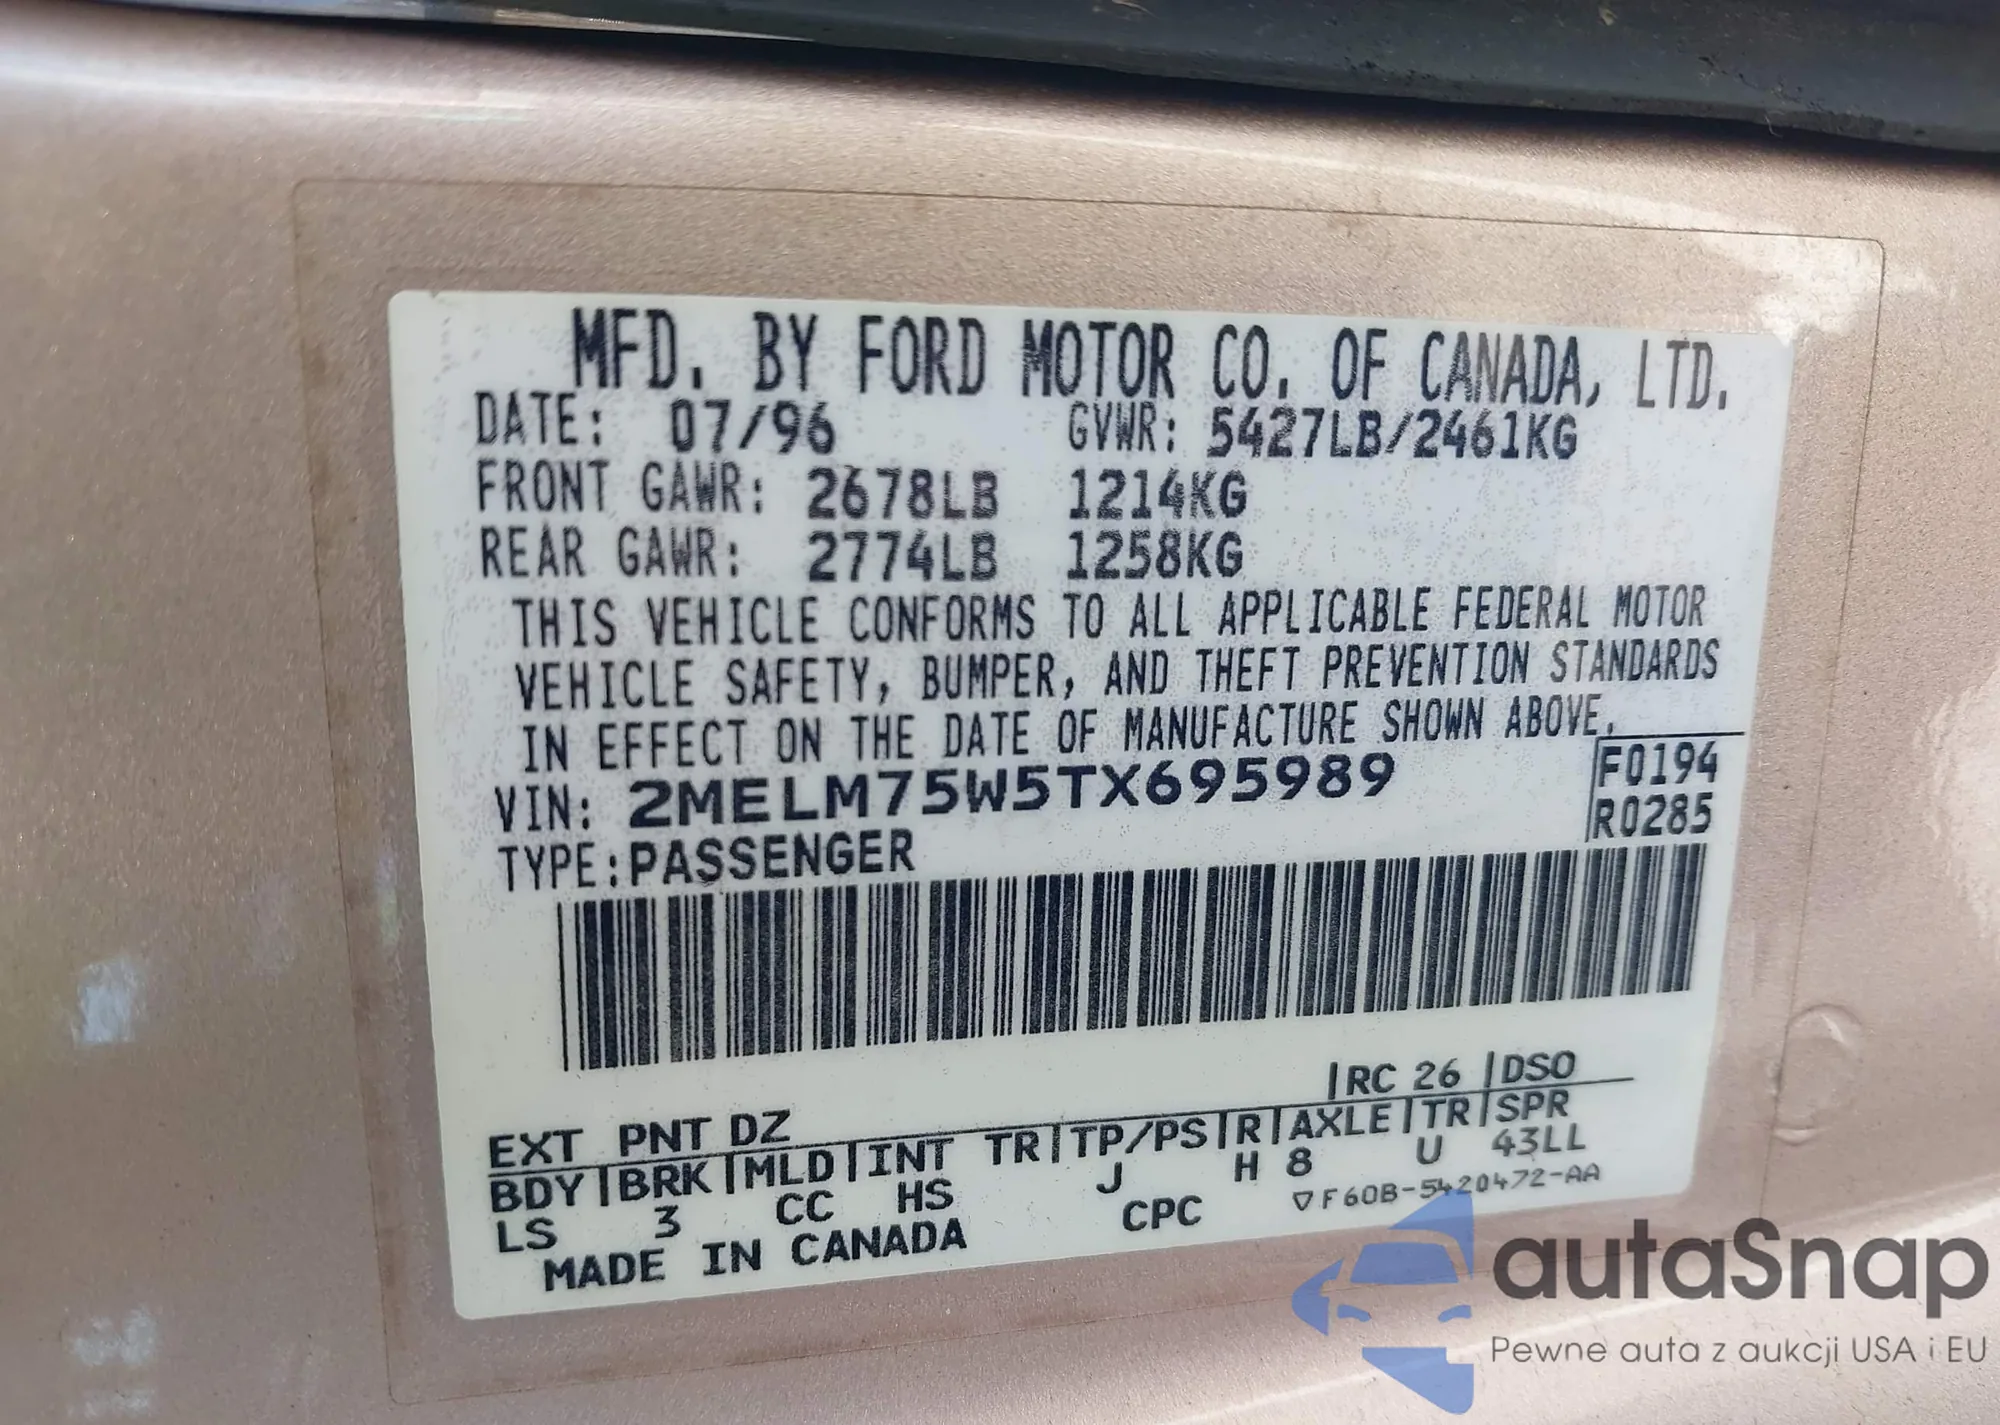 MFD. BY FORD MOTOR CO. OF CANADA, LTD.
DATE: 07/96 GVWR: 5427LB/2461KG
FRONT GAWR: 2678LB 1214KG
REAR GAWR: 2774LB 1258KG
THIS VEHICLE CONFORMS TO ALL APPLICABLE FEDERAL MOTOR
VEHICLE SAFETY, BUMPER, AND THEFT PREVENTION STANDARDS
IN EFFECT ON THE DATE OF MANUFACTURE SHOWN ABOVE.
VIN: 2MELM75W5TX695989 F0194
TYPE:PASSENGER R0285
RC 26 DSO
EXT PNT DZ
BDY BRK MLD INT TR TP/PS R AXLE TR SPR
LS 3 CC HS J H 8 U 43LL
MADE IN CANADA CPC F60B-5420472-AA
autaSnap
Pewne auta z aukcji USA i EU